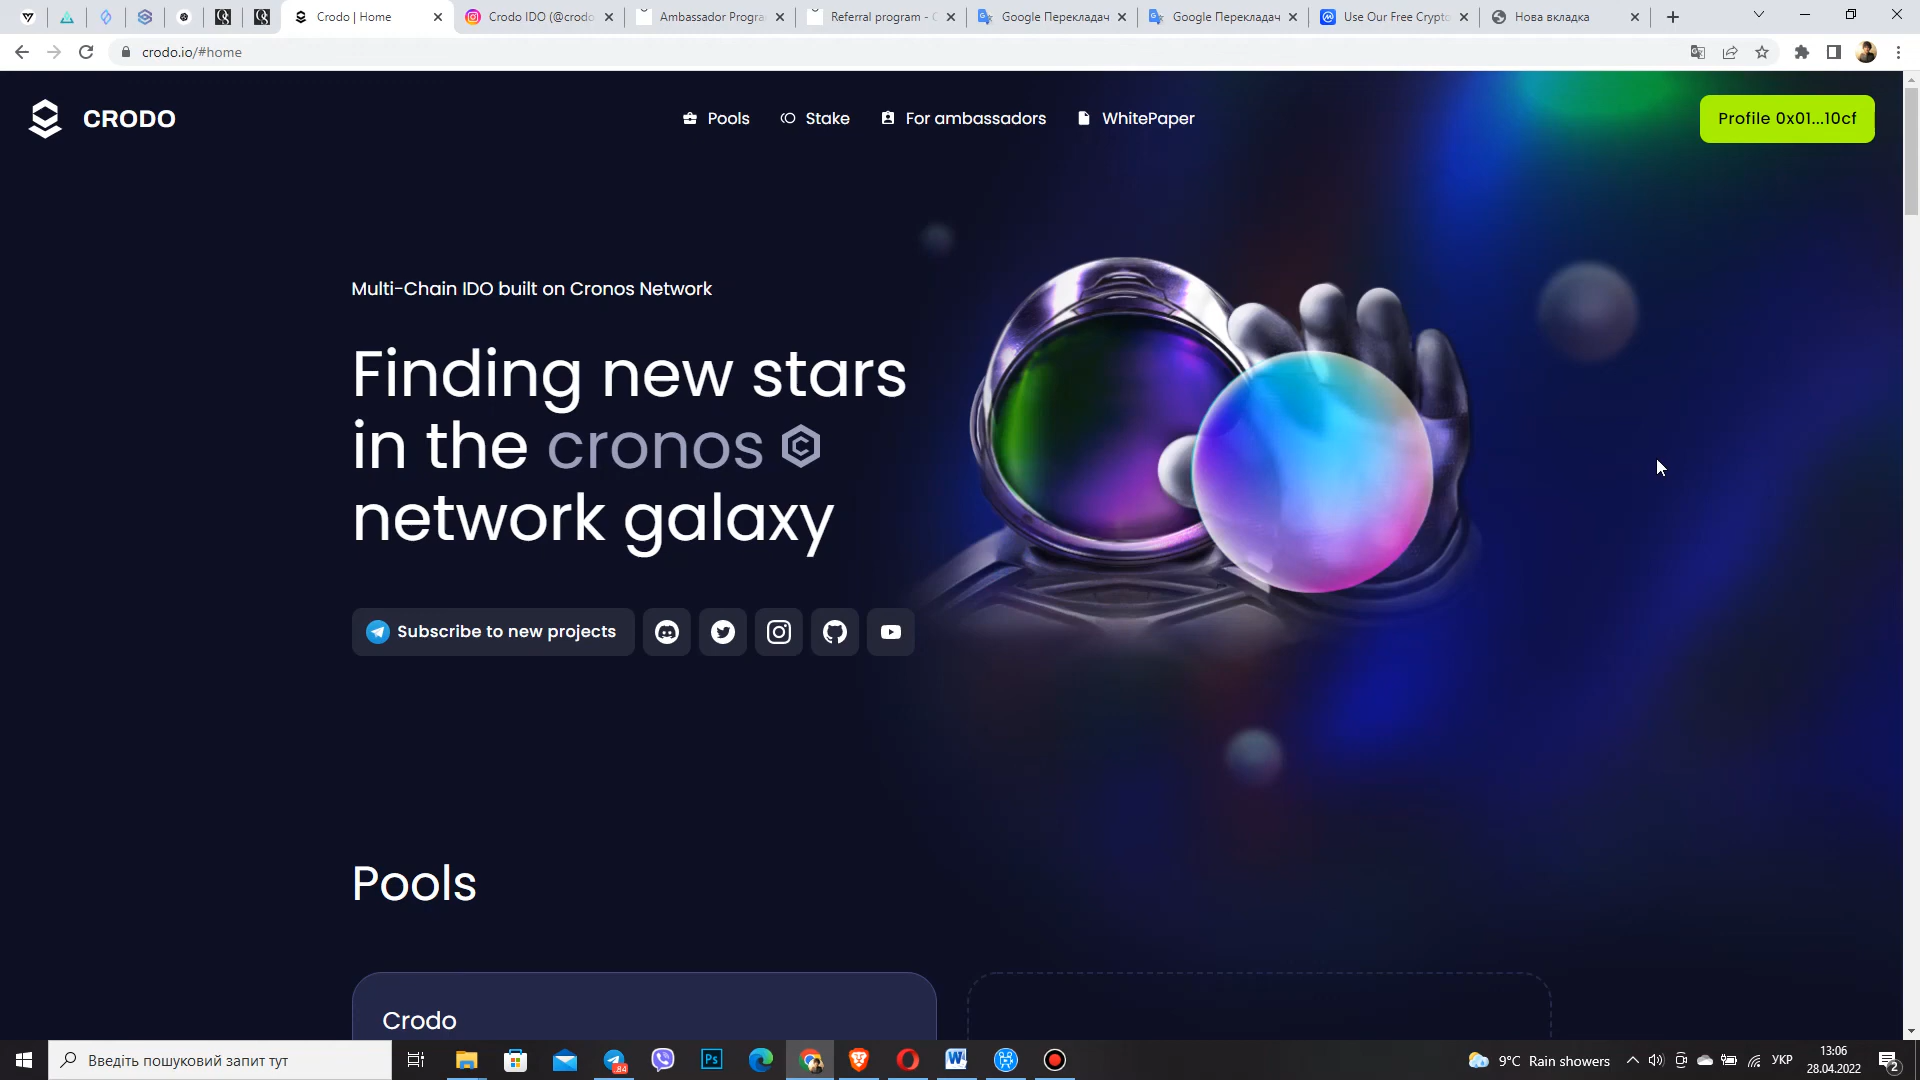 Crodo | Home
Crodo IDO (@crodo
Ambassador Progra
Referral program - C
Google Перекладач
Google Перекладач
Use Our Free Crypto
Нова вкладка
crodo.io/#home
CRODO
Pools
Stake
For ambassadors
WhitePaper
Profile 0x01...10cf
Multi-Chain IDO built on Cronos Network
Finding new stars
in the cronos
network galaxy
Subscribe to new projects
Pools
Crodo
Введіть пошуковий запит тут
84
Ps
9°C Rain showers
УКР
13:06
28.04.2022
2